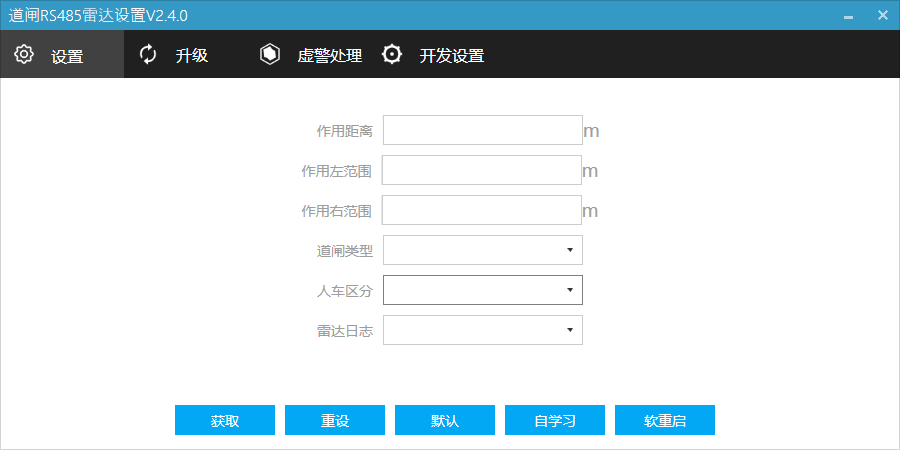 道闸RS485雷达设置V2.4.0
设置 升级 虚警处理 开发设置
作用距离 m
作用左范围 m
作用右范围 m
道闸类型
人车区分
雷达日志
获取 重设 默认 自学习 软重启